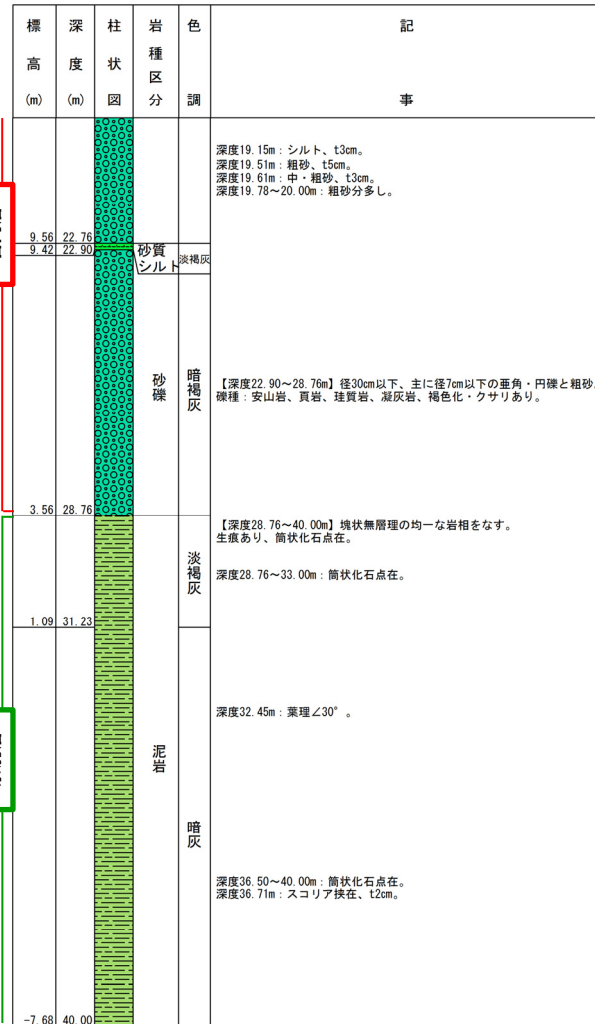 標高(m)
深度(m)
柱状図
岩種区分
色調
記事
深度19.15m：シルト、t3cm。
深度19.51m：粗砂、t5cm。
深度19.61m：中・粗砂、t3cm。
深度19.78～20.00m：粗砂分多し。
9.56 22.76
9.42 22.90
砂質
シルト
淡褐灰
砂礫
暗褐灰
【深度22.90～28.76m】径30cm以下、主に径7cm以下の亜角・円礫と粗砂。
礫種：安山岩、頁岩、珪質岩、凝灰岩、褐色化・クサリあり。
3.56 28.76
【深度28.76～40.00m】塊状無層理の均一な岩相をなす。
生痕あり、筒状化石点在。
淡褐灰
深度28.76～33.00m：筒状化石点在。
1.09 31.23
深度32.45m：葉理∠30°。
泥岩
暗灰
深度36.50～40.00m：筒状化石点在。
深度36.71m：スコリア挟在、t2cm。
-7.68 40.00